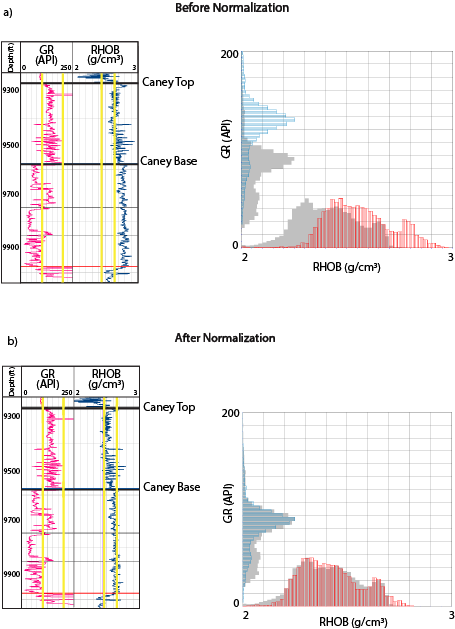 Before Normalization
a)
Depth(ft.)
GR
(API)
0 250
RHOB
(g/cm³)
2 3
9300
Caney Top
9500
Caney Base
9700
9900
200
GR (API)
0
2 3
RHOB (g/cm³)
After Normalization
b)
Depth(ft.)
GR
(API)
0 250
RHOB
(g/cm³)
2 3
9300
Caney Top
9500
Caney Base
9700
9900
200
GR (API)
0
2 3
RHOB (g/cm³)